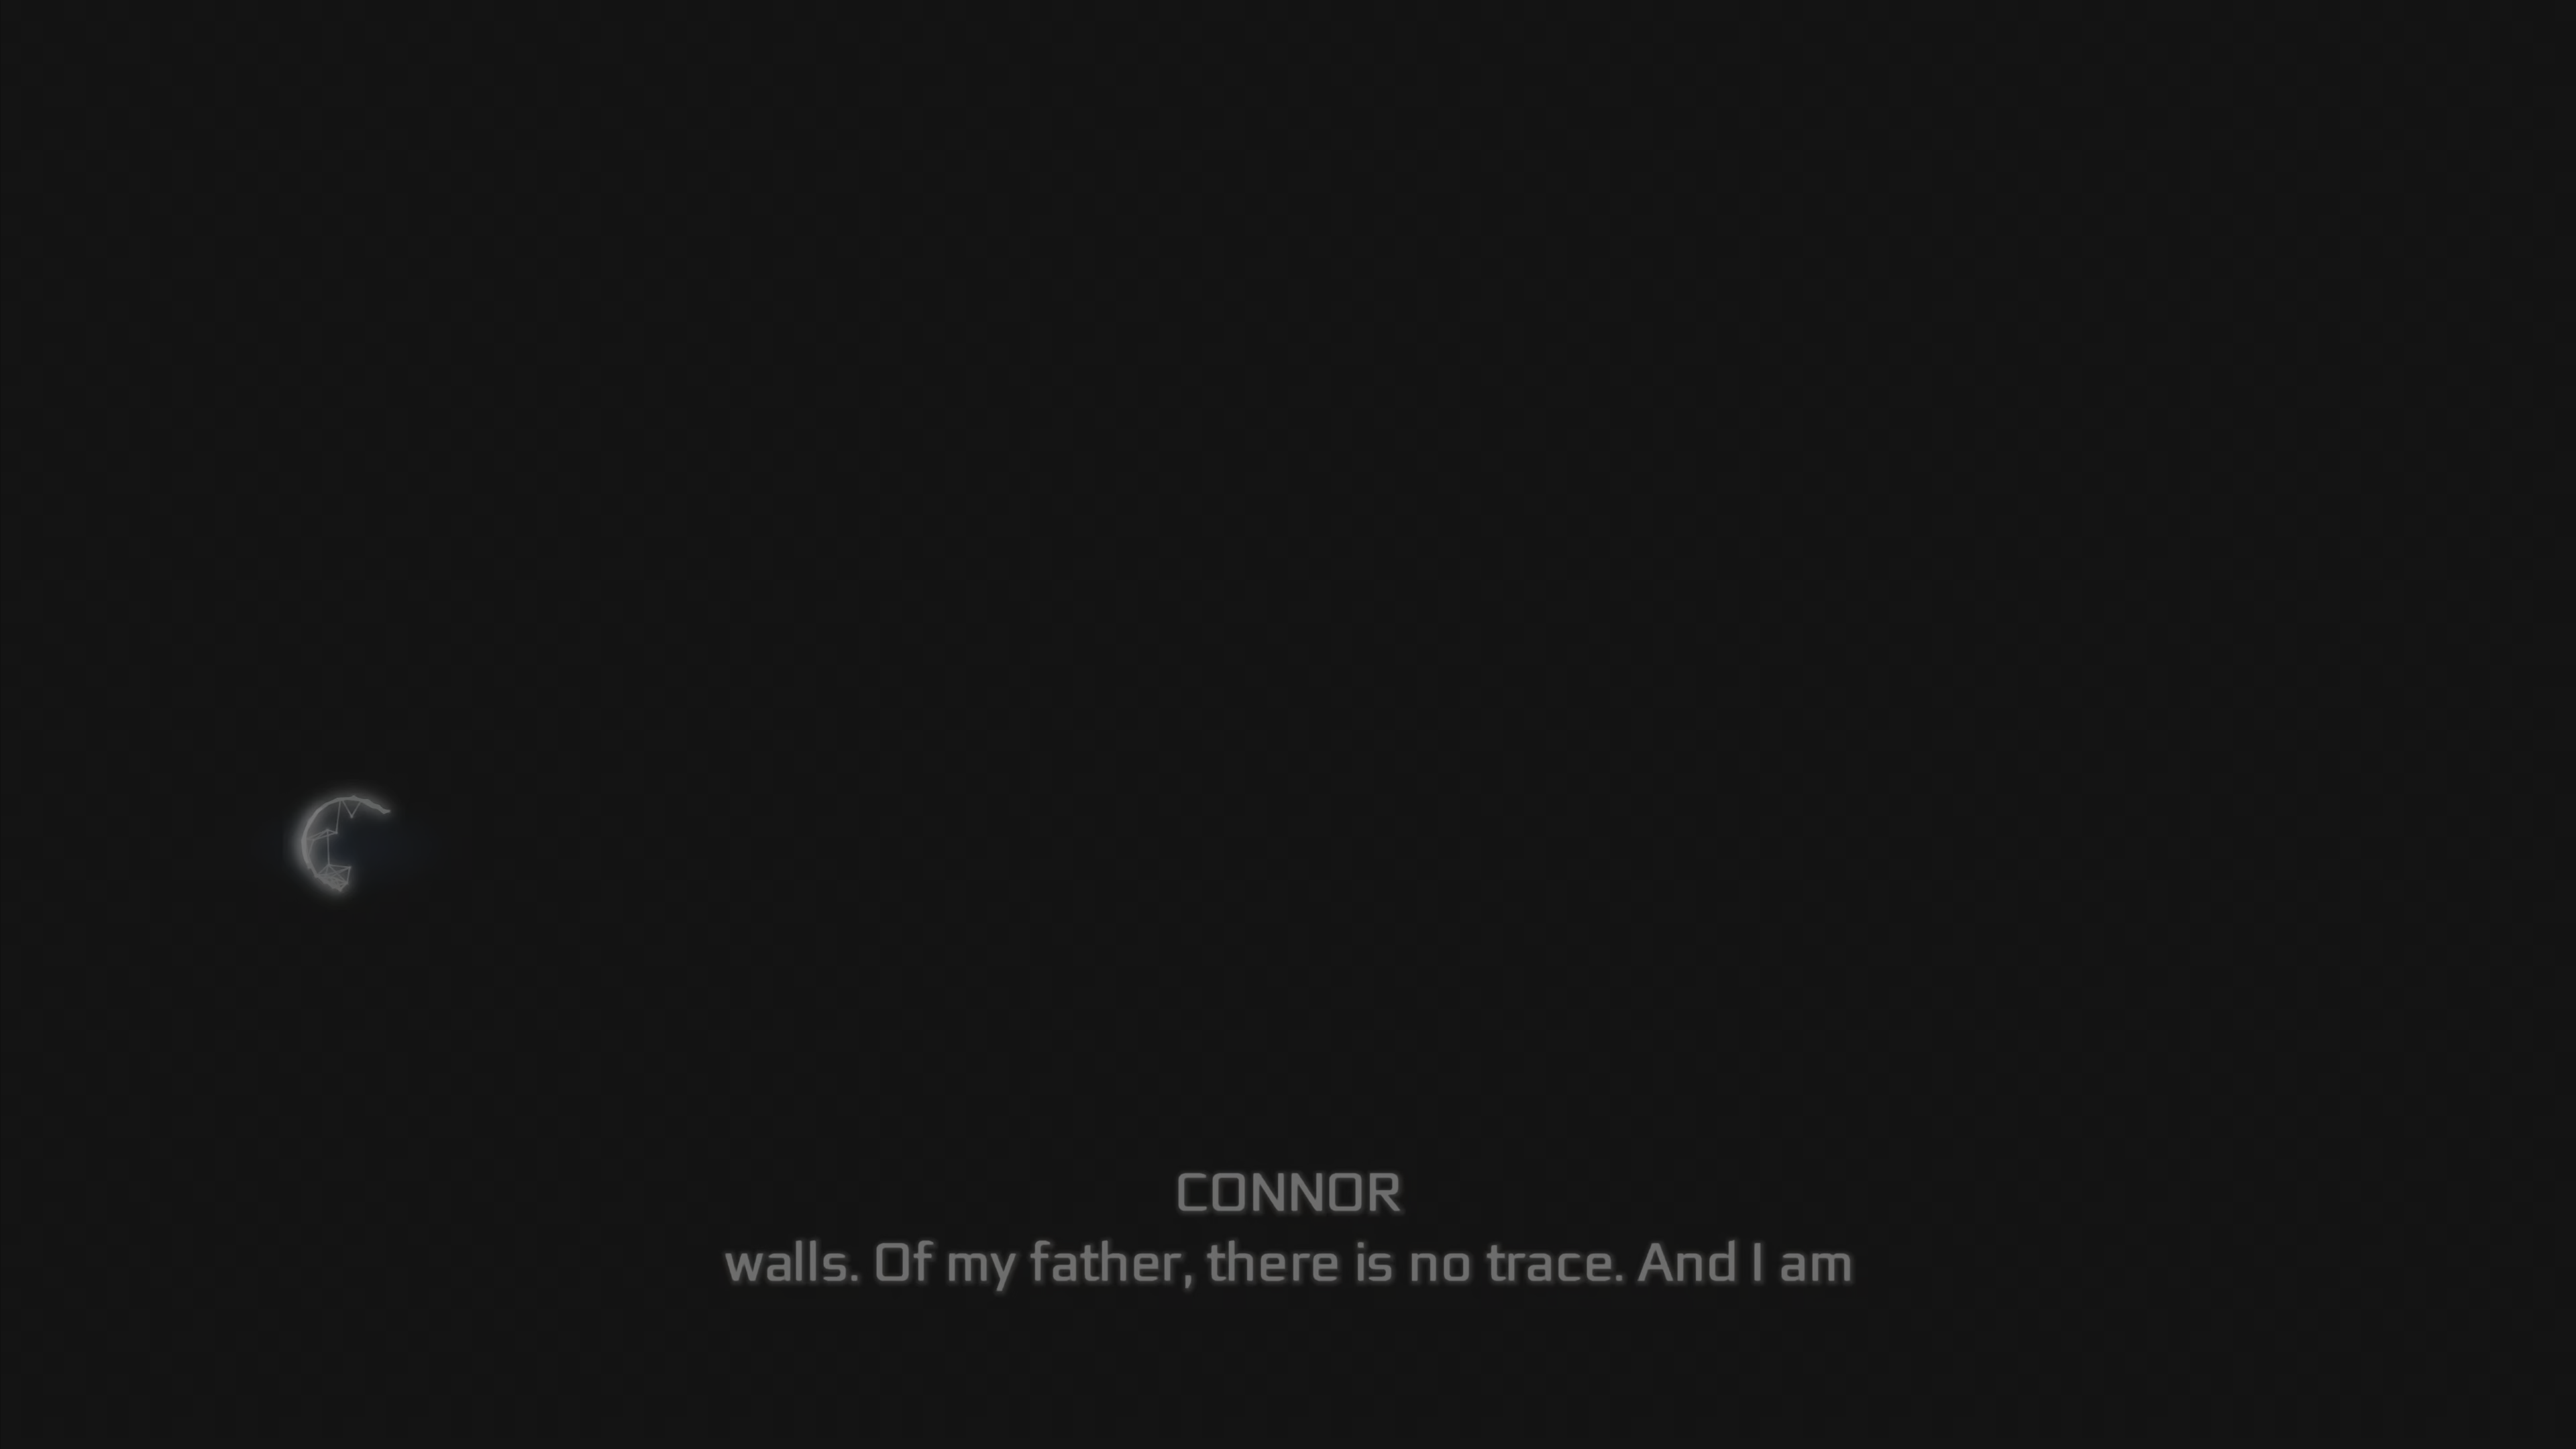 CONNOR
walls. Of my father, there is no trace. And I am